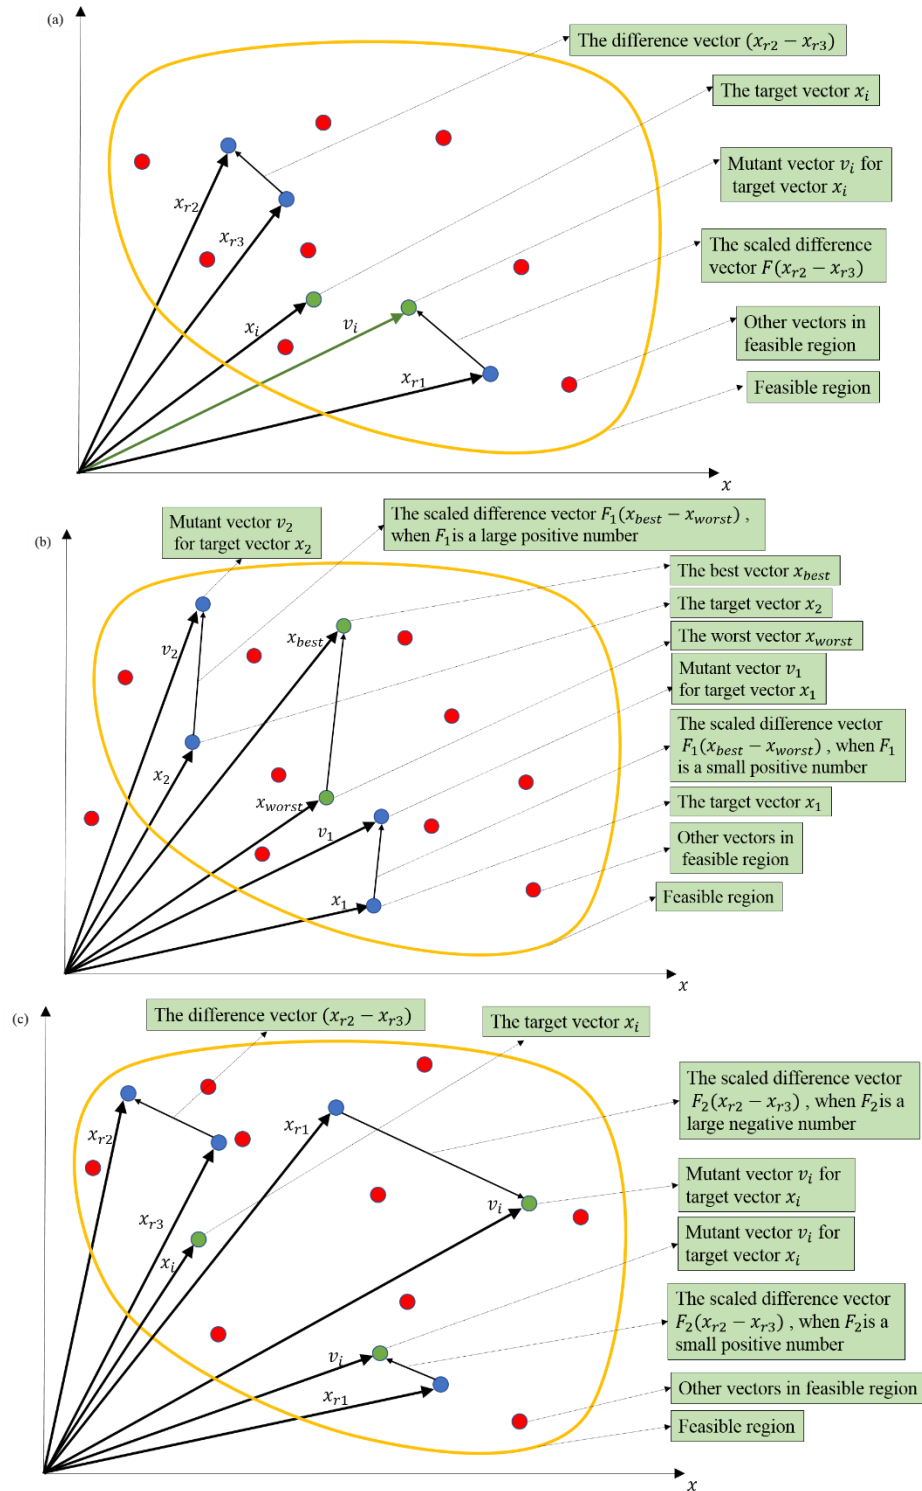 (a)
The difference vector (x_{r2} − x_{r3})
The target vector x_i
Mutant vector v_i for
target vector x_i
x_{r2}
x_{r3}
The scaled difference
vector F(x_{r2} − x_{r3})
x_i
v_i
Other vectors in
feasible region
x_{r1}
Feasible region
x
(b)
Mutant vector v_2
for target vector x_2
The scaled difference vector F_1(x_{best} − x_{worst}) ,
when F_1 is a large positive number
The best vector x_{best}
The target vector x_2
The worst vector x_{worst}
Mutant vector v_1
for target vector x_1
The scaled difference vector
F_1(x_{best} − x_{worst}) , when F_1
is a small positive number
The target vector x_1
Other vectors in
feasible region
Feasible region
v_2
x_{best}
x_2
x_{worst}
v_1
x_1
x
(c)
The difference vector (x_{r2} − x_{r3})
The target vector x_i
The scaled difference vector
F_2(x_{r2} − x_{r3}) , when F_2 is a
large negative number
Mutant vector v_i for
target vector x_i
Mutant vector v_i for
target vector x_i
The scaled difference vector
F_2(x_{r2} − x_{r3}) , when F_2 is a
small positive number
Other vectors in feasible region
Feasible region
x_{r2}
x_{r1}
x_{r3}
v_i
x_i
v_i
x_{r1}
x